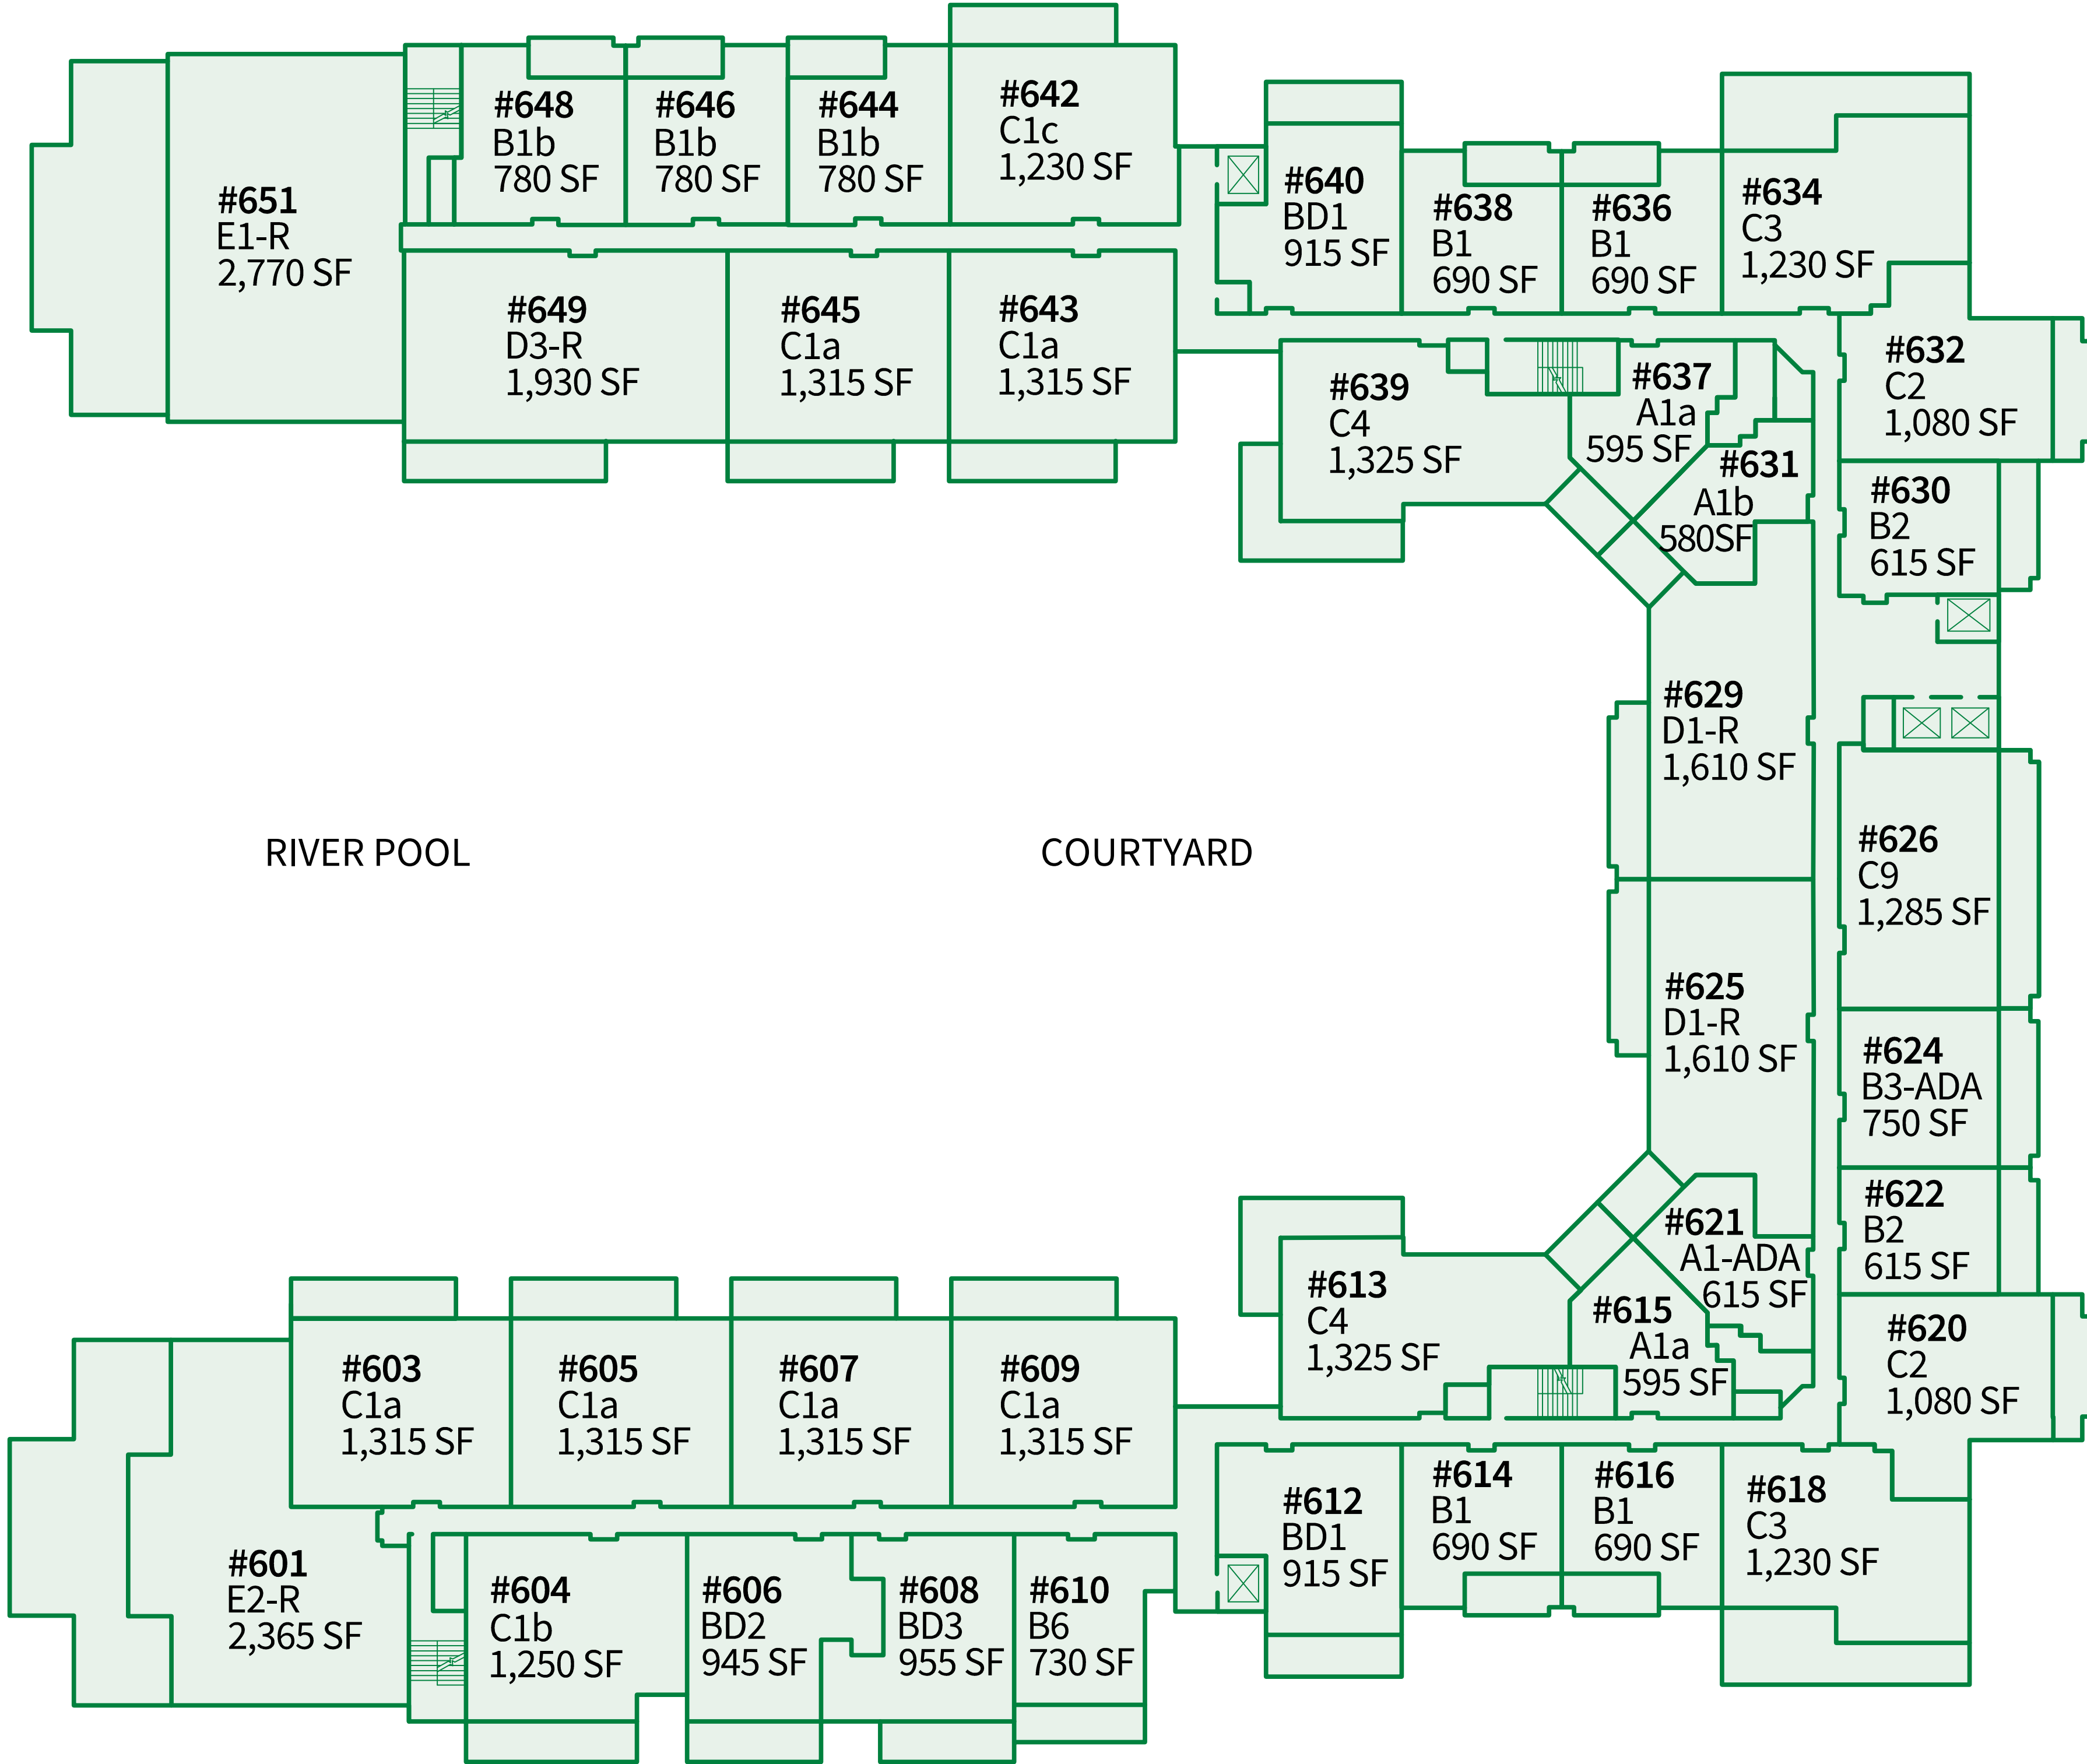 #651
E1-R
2,770 SF
#648
B1b
780 SF
#646
B1b
780 SF
#644
B1b
780 SF
#642
C1c
1,230 SF
#640
BD1
915 SF
#638
B1
690 SF
#636
B1
690 SF
#634
C3
1,230 SF
#649
D3-R
1,930 SF
#645
C1a
1,315 SF
#643
C1a
1,315 SF
#639
C4
1,325 SF
#637
A1a
595 SF
#631
A1b
580SF
#632
C2
1,080 SF
#630
B2
615 SF
#629
D1-R
1,610 SF
RIVER POOL
COURTYARD
#626
C9
1,285 SF
#625
D1-R
1,610 SF
#624
B3-ADA
750 SF
#622
B2
615 SF
#621
A1-ADA
615 SF
#613
C4
1,325 SF
#615
A1a
595 SF
#620
C2
1,080 SF
#603
C1a
1,315 SF
#605
C1a
1,315 SF
#607
C1a
1,315 SF
#609
C1a
1,315 SF
#601
E2-R
2,365 SF
#604
C1b
1,250 SF
#606
BD2
945 SF
#608
BD3
955 SF
#610
B6
730 SF
#612
BD1
915 SF
#614
B1
690 SF
#616
B1
690 SF
#618
C3
1,230 SF